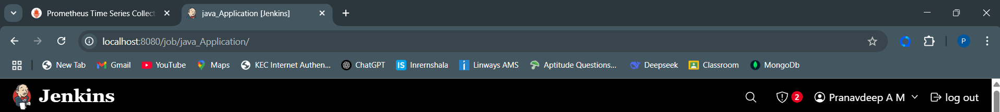 Prometheus Time Series Collect
java_Application [Jenkins]
localhost:8080/job/java_Application/
P
New Tab
Gmail
YouTube
Maps
KEC Internet Authen...
ChatGPT
IS Inrernshala
Linways AMS
Aptitude Questions...
Deepseek
Classroom
MongoDb
Jenkins
2
Pranavdeep A M
log out